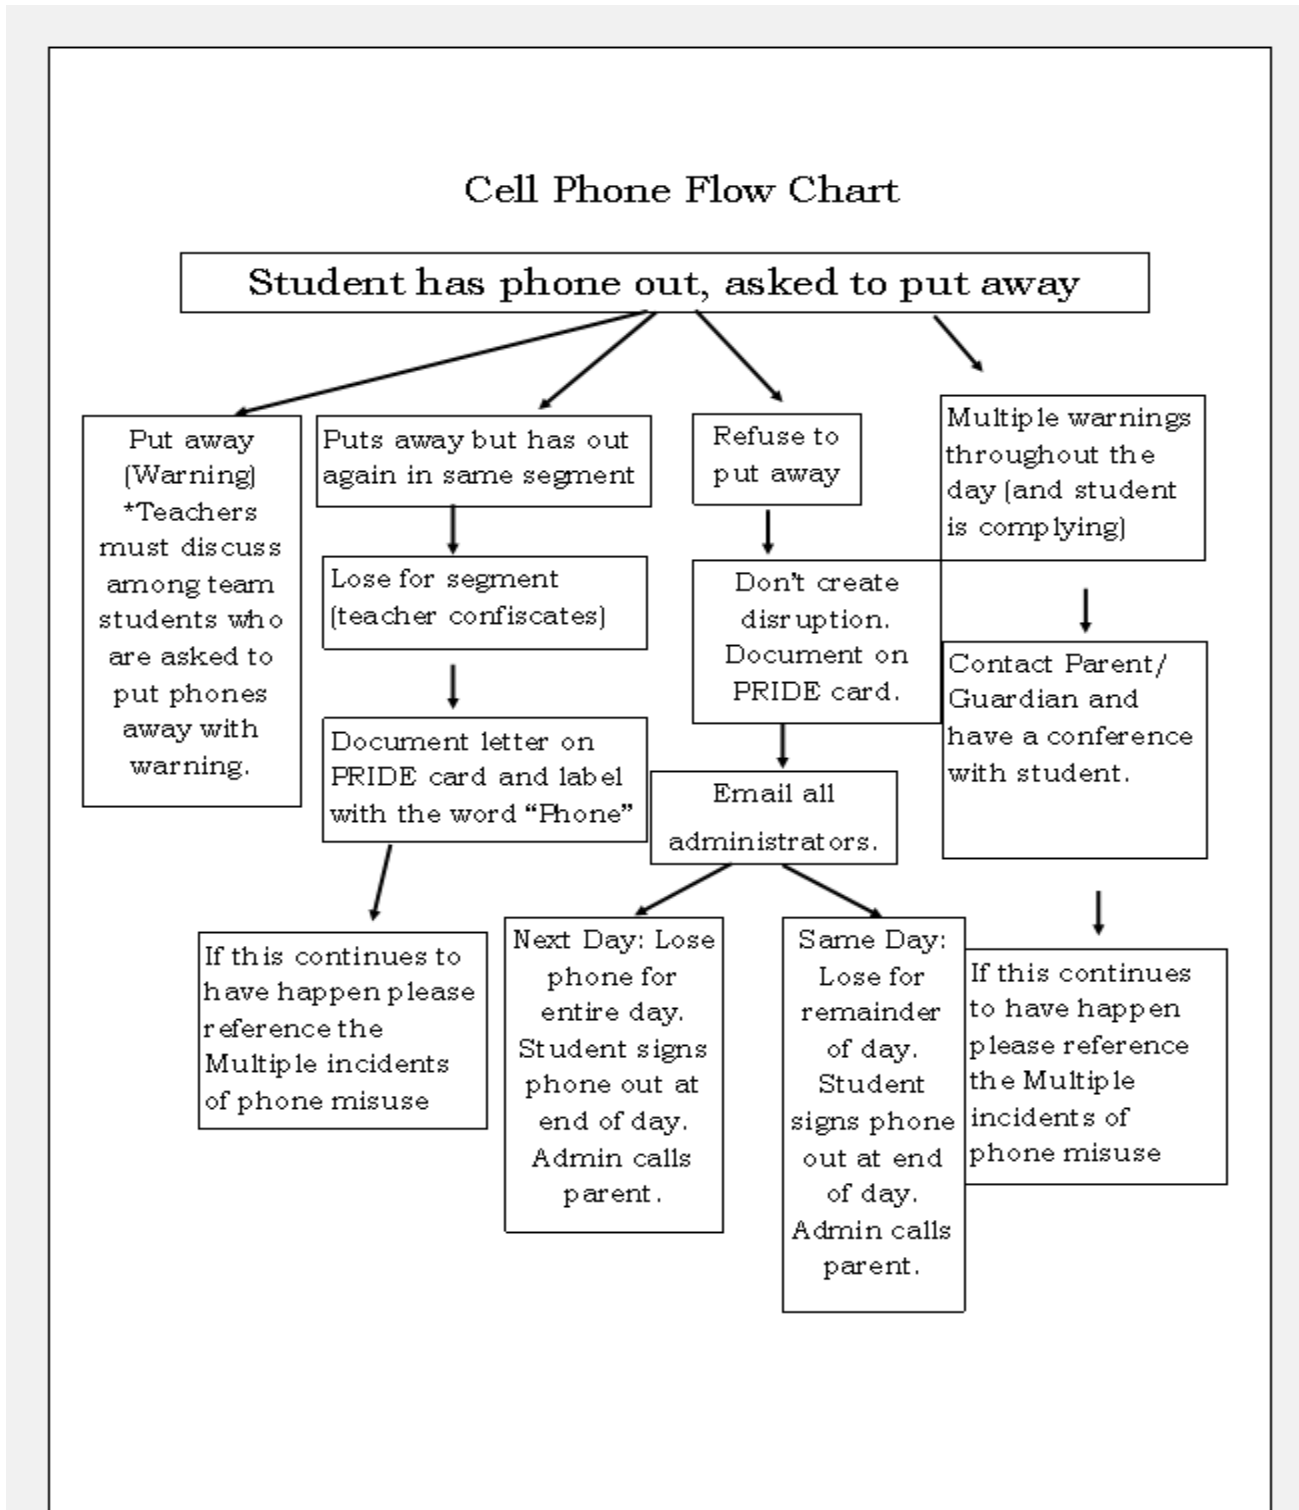 Cell Phone Flow Chart
Student has phone out, asked to put away
Put away
(Warning)
*Teachers
must discuss
among team
students who
are asked to
put phones
away with
warning.
Puts away but has out
again in same segment
Lose for segment
(teacher confiscates)
Document letter on
PRIDE card and label
with the word “Phone”
If this continues to
have happen please
reference the
Multiple incidents
of phone misuse
Refuse to
put away
Don't create
disruption.
Document on
PRIDE card.
Email all
administrators.
Next Day: Lose
phone for
entire day.
Student signs
phone out at
end of day.
Admin calls
parent.
Same Day:
Lose for
remainder
of day.
Student
signs phone
out at end
of day.
Admin calls
parent.
Multiple warnings
throughout the
day (and student
is complying)
Contact Parent/
Guardian and
have a conference
with student.
If this continues
to have happen
please reference
the Multiple
incidents of
phone misuse